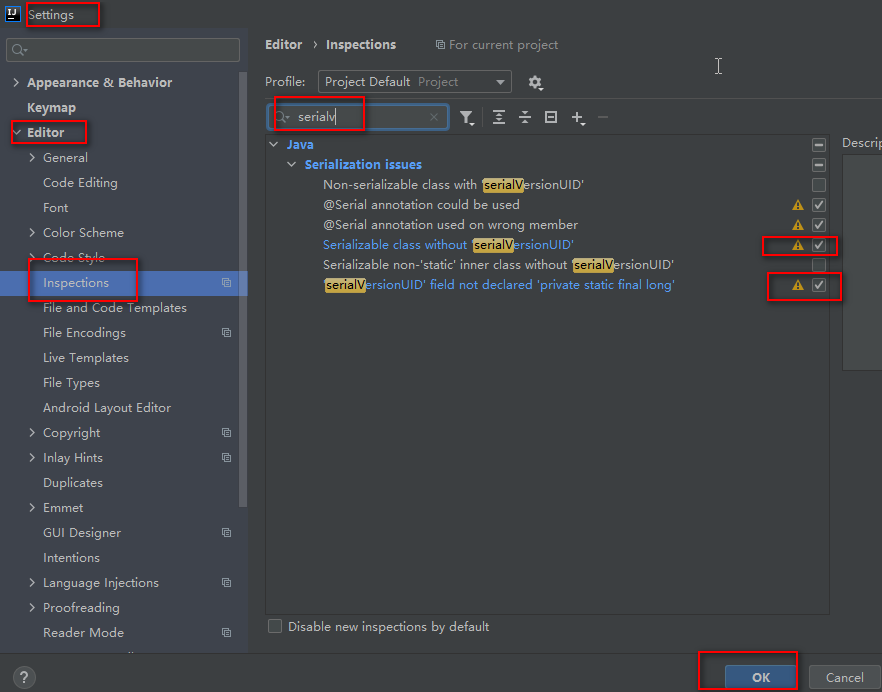 IJ
Settings
Appearance & Behavior
Keymap
Editor
General
Code Editing
Font
Color Scheme
Code Style
Inspections
File and Code Templates
File Encodings
Live Templates
File Types
Android Layout Editor
Copyright
Inlay Hints
Duplicates
Emmet
GUI Designer
Intentions
Language Injections
Proofreading
Reader Mode
?
Editor › Inspections For current project
Profile: Project Default Project
serialv
Java
Serialization issues
Non-serializable class with 'serialVersionUID'
@Serial annotation could be used
@Serial annotation used on wrong member
Serializable class without 'serialVersionUID'
Serializable non-'static' inner class without 'serialVersionUID'
'serialVersionUID' field not declared 'private static final long'
Descrip
Disable new inspections by default
OK
Cancel